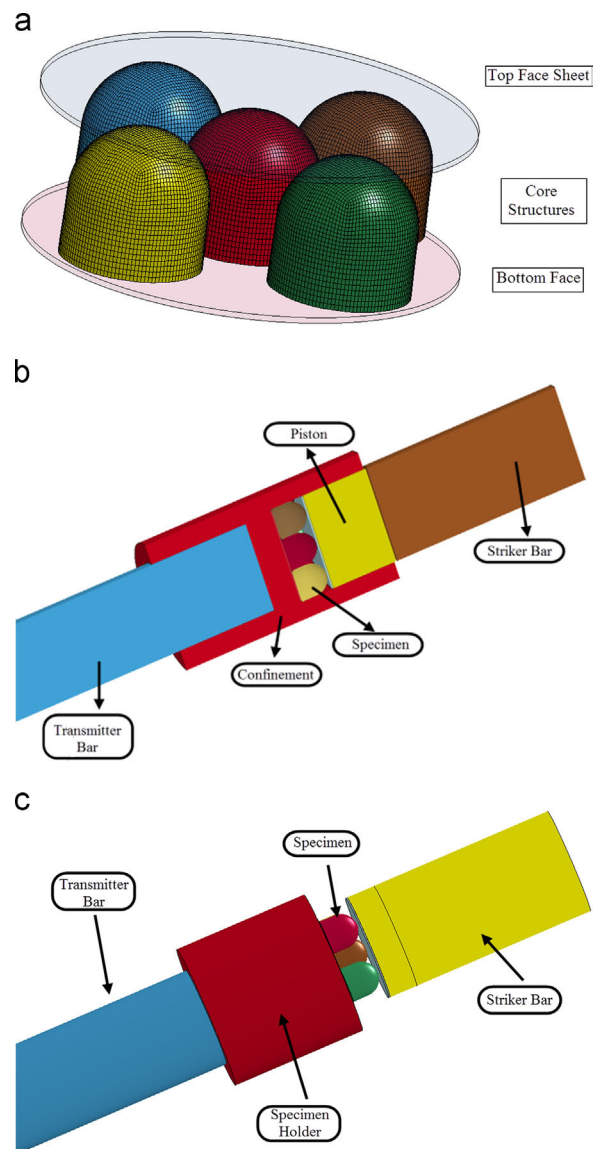 a
Top Face Sheet
Core
Structures
Bottom Face
b
Piston
Striker Bar
Specimen
Confinement
Transmitter
Bar
c
Specimen
Transmitter
Bar
Striker Bar
Specimen
Holder